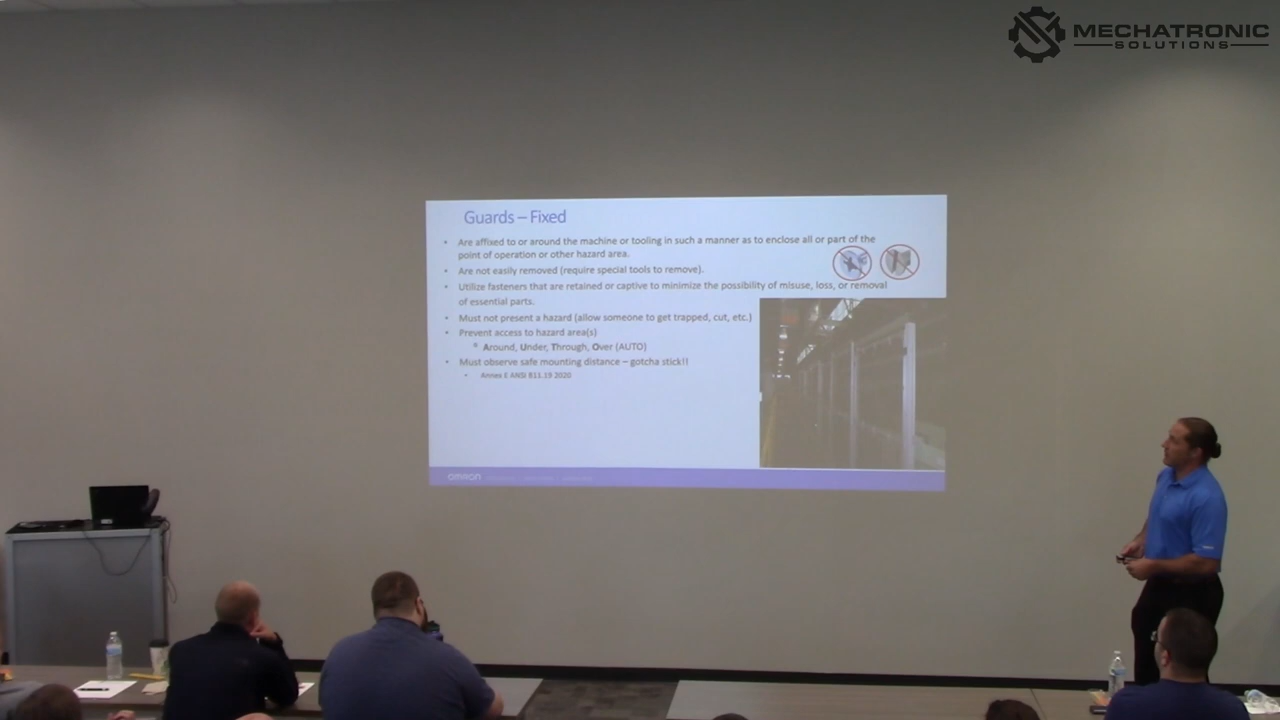 MECHATRONIC
SOLUTIONS
Guards – Fixed
• Are affixed to or around the machine or tooling in such a manner as to enclose all or part of the
point of operation or other hazard area.
• Are not easily removed (require special tools to remove).
• Utilize fasteners that are retained or captive to minimize the possibility of misuse, loss, or removal
of essential parts.
• Must not present a hazard (allow someone to get trapped, cut, etc.)
• Prevent access to hazard area(s)
Around, Under, Through, Over (AUTO)
• Must observe safe mounting distance – gotcha stick!!
• Annex E ANSI B11.19 2020
OMRON